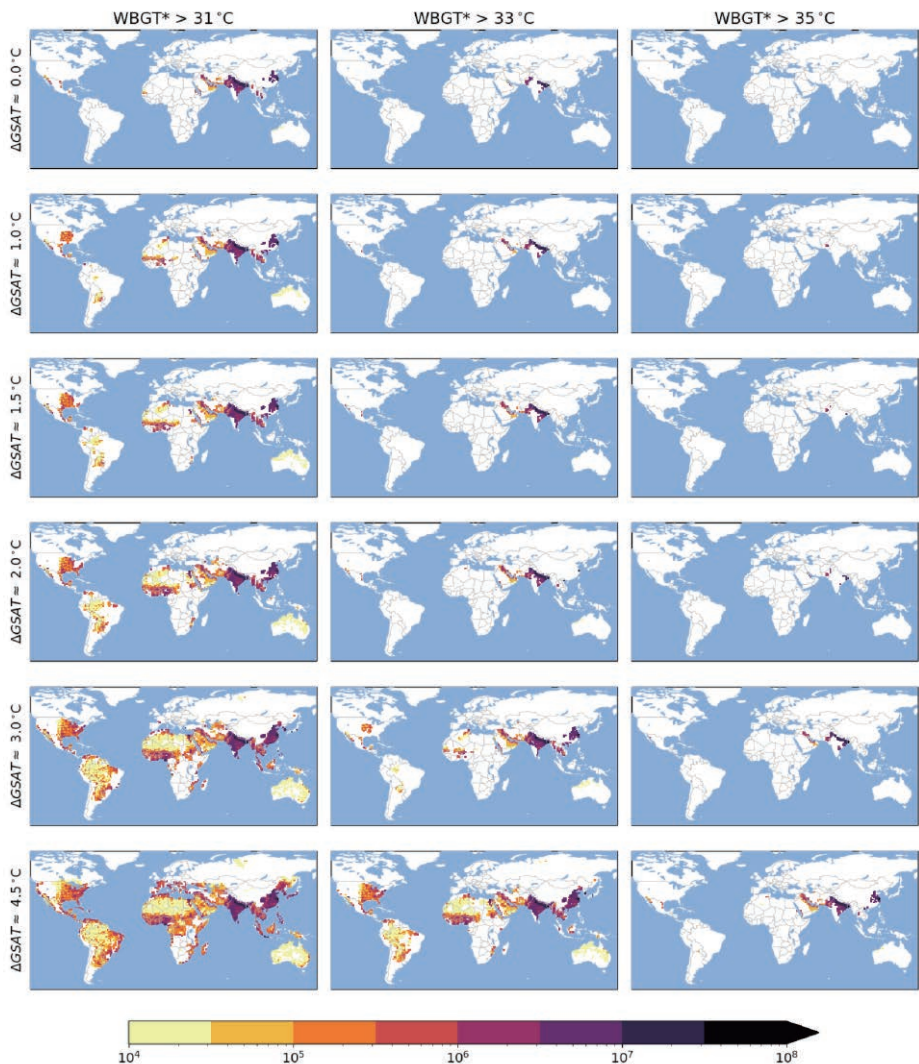 WBGT* > 31°C WBGT* > 33°C WBGT* > 35°C
ΔGSAT ≈ 0.0°C
ΔGSAT ≈ 1.0°C
ΔGSAT ≈ 1.5°C
ΔGSAT ≈ 2.0°C
ΔGSAT ≈ 3.0°C
ΔGSAT ≈ 4.5°C
10⁴ 10⁵ 10⁶ 10⁷ 10⁸